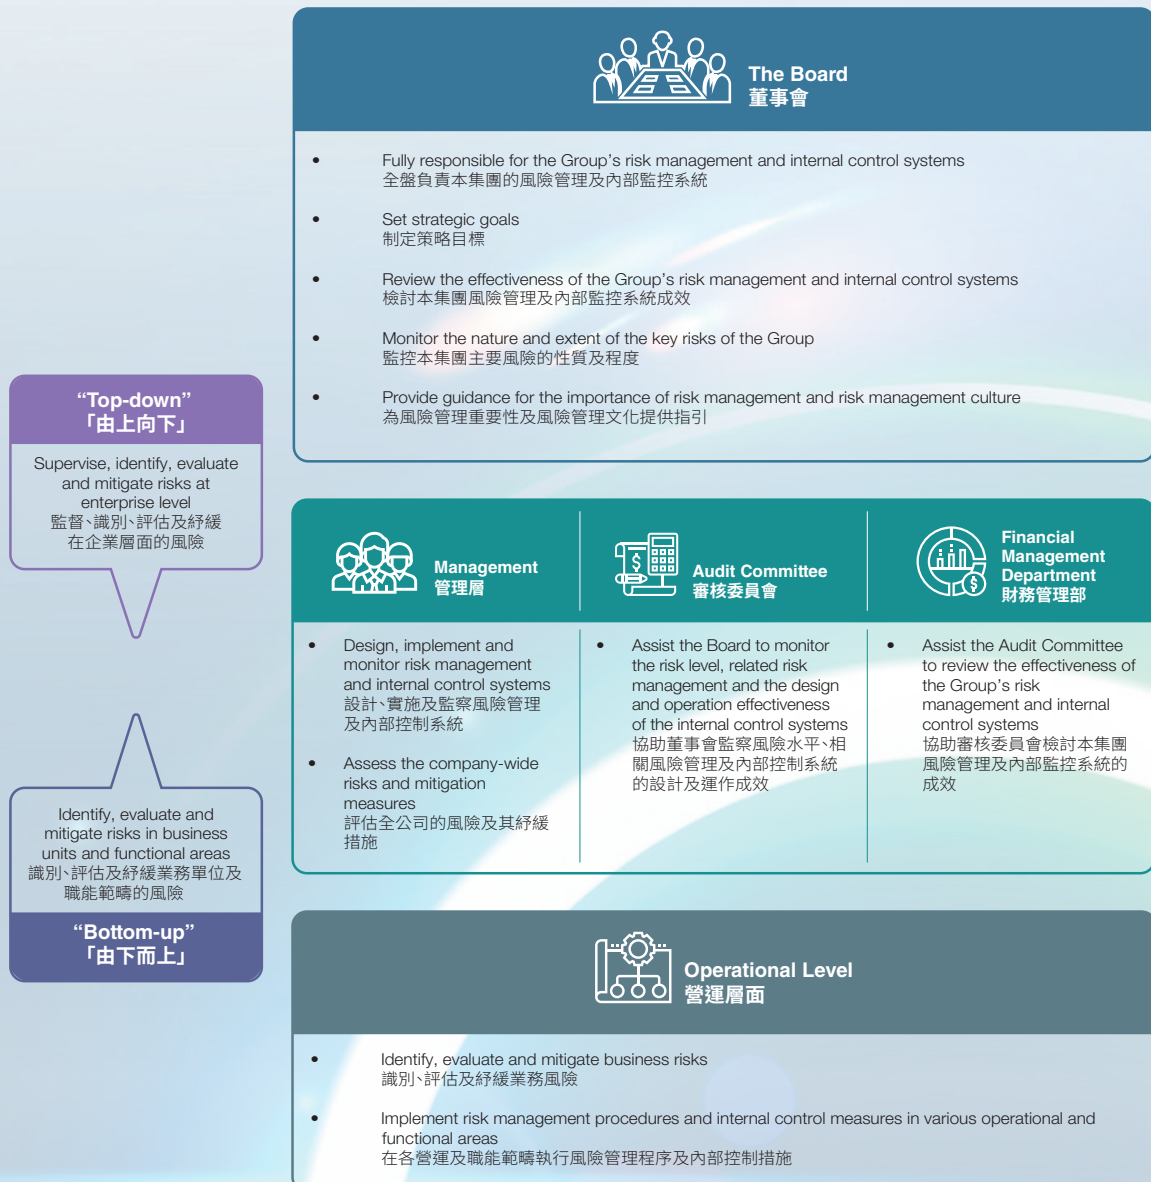 The Board
董事會
• Fully responsible for the Group’s risk management and internal control systems
全盤負責本集團的風險管理及內部監控系統
• Set strategic goals
制定策略目標
• Review the effectiveness of the Group’s risk management and internal control systems
檢討本集團風險管理及內部監控系統成效
• Monitor the nature and extent of the key risks of the Group
監控本集團主要風險的性質及程度
• Provide guidance for the importance of risk management and risk management culture
為風險管理重要性及風險管理文化提供指引
“Top-down”
「由上向下」
Supervise, identify, evaluate
and mitigate risks at
enterprise level
監督、識別、評估及紓緩
在企業層面的風險
Management
管理層
• Design, implement and
monitor risk management
and internal control systems
設計、實施及監察風險管理
及內部控制系統
• Assess the company-wide
risks and mitigation
measures
評估全公司的風險及其紓緩
措施
Audit Committee
審核委員會
• Assist the Board to monitor
the risk level, related risk
management and the design
and operation effectiveness
of the internal control systems
協助董事會監察風險水平、相
關風險管理及內部控制系統
的設計及運作成效
Financial
Management
Department
財務管理部
• Assist the Audit Committee
to review the effectiveness of
the Group’s risk
management and internal
control systems
協助審核委員會檢討本集團
風險管理及內部監控系統的
成效
Identify, evaluate and
mitigate risks in business
units and functional areas
識別、評估及紓緩業務單位及
職能範疇的風險
“Bottom-up”
「由下而上」
Operational Level
營運層面
• Identify, evaluate and mitigate business risks
識別、評估及紓緩業務風險
• Implement risk management procedures and internal control measures in various operational and
functional areas
在各營運及職能範疇執行風險管理程序及內部控制措施